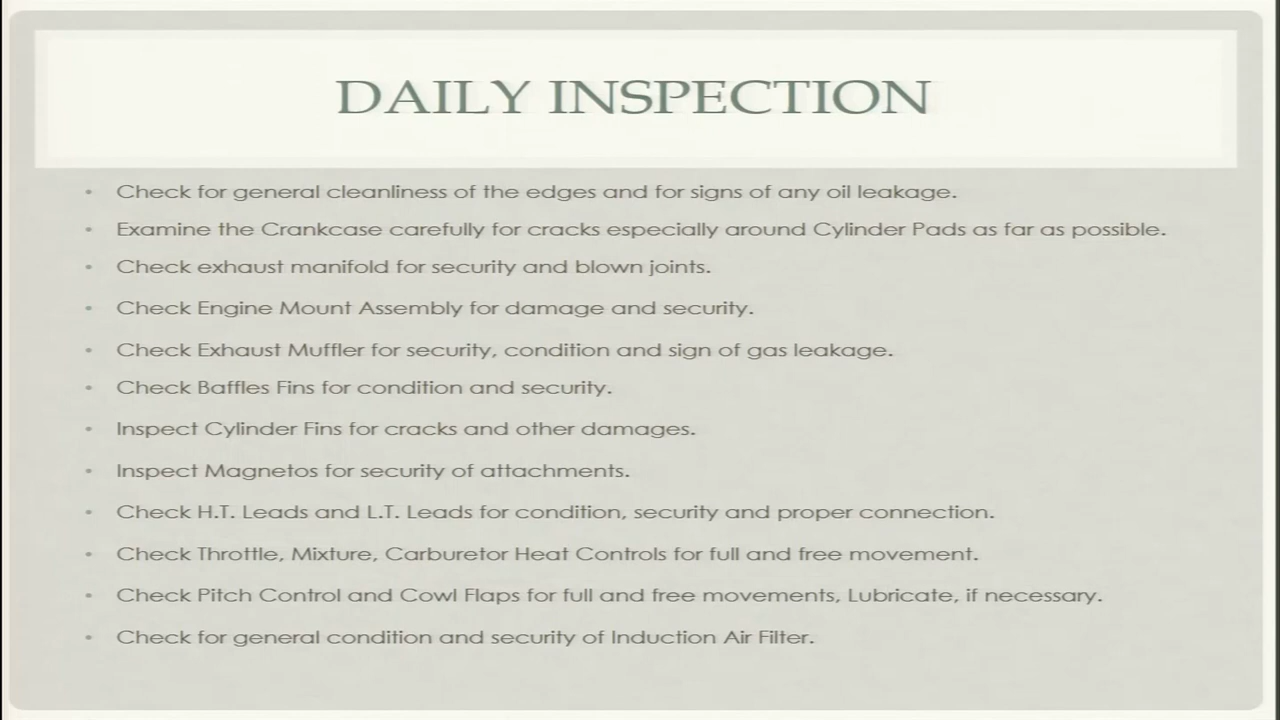 DAILY INSPECTION
• Check for general cleanliness of the edges and for signs of any oil leakage.
• Examine the Crankcase carefully for cracks especially around Cylinder Pads as far as possible.
• Check exhaust manifold for security and blown joints.
• Check Engine Mount Assembly for damage and security.
• Check Exhaust Muffler for security, condition and sign of gas leakage.
• Check Baffles Fins for condition and security.
• Inspect Cylinder Fins for cracks and other damages.
• Inspect Magnetos for security of attachments.
• Check H.T. Leads and L.T. Leads for condition, security and proper connection.
• Check Throttle, Mixture, Carburetor Heat Controls for full and free movement.
• Check Pitch Control and Cowl Flaps for full and free movements, Lubricate, if necessary.
• Check for general condition and security of Induction Air Filter.